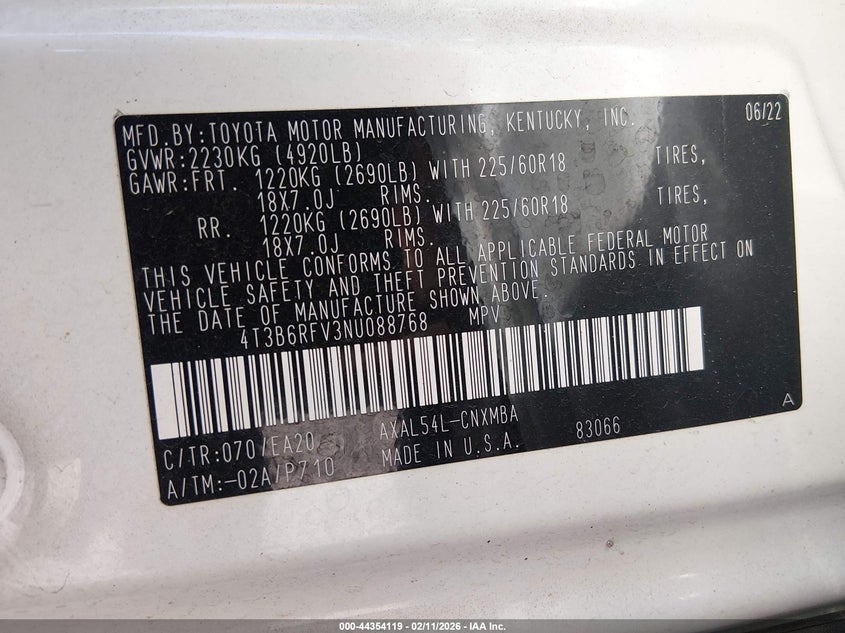 06/22
MFD.BY:TOYOTA MOTOR MANUFACTURING, KENTUCKY, INC.
GVWR:2230KG (4920LB)
GAWR:FRT. 1220KG (2690LB) WITH 225/60R18 TIRES,
18X7.0J RIMS.
RR. 1220KG (2690LB) WITH 225/60R18 TIRES,
18X7.0J RIMS.
THIS VEHICLE CONFORMS TO ALL APPLICABLE FEDERAL MOTOR
VEHICLE SAFETY AND THEFT PREVENTION STANDARDS IN EFFECT ON
THE DATE OF MANUFACTURE SHOWN ABOVE.
4T3B6RFV3NU088768 MPV
A
C/TR:070/EA20 AXAL54L-CNXMBA 83066
A/TM:-02A/P710 MADE IN U.S.A.
000-44354119 - 02/11/2026 - IAA Inc.